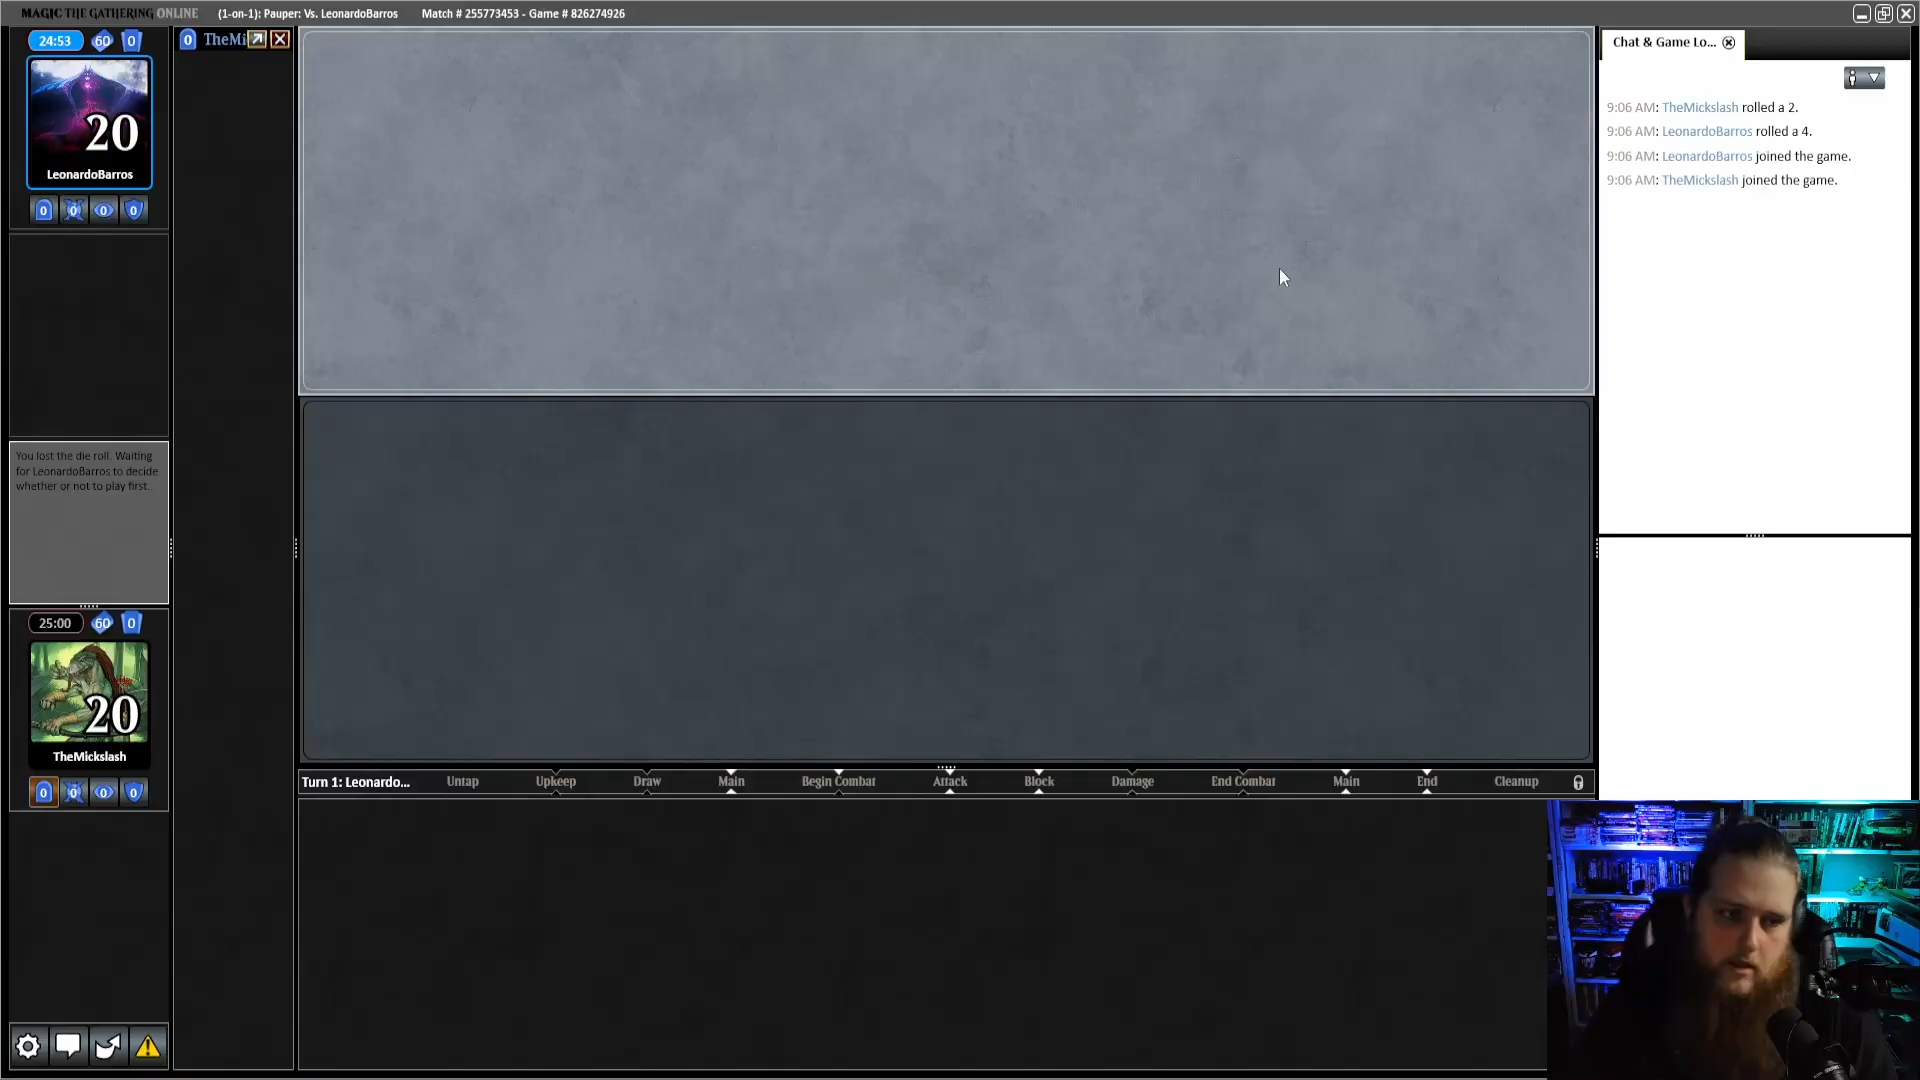 MAGIC THE GATHERING ONLINE (1-on-1): Pauper: Vs. LeonardoBarros Match # 255773453 - Game # 826274926
24:53 60 0
20
LeonardoBarros
0 0 0 0
0 TheMi
Chat & Game Lo...
9:06 AM: TheMickslash rolled a 2.
9:06 AM: LeonardoBarros rolled a 4.
9:06 AM: LeonardoBarros joined the game.
9:06 AM: TheMickslash joined the game.
You lost the die roll. Waiting
for LeonardoBarros to decide
whether or not to play first.
25:00 60 0
20
TheMickslash
0 0 0 0
Turn 1: Leonardo... Untap Upkeep Draw Main Begin Combat Attack Block Damage End Combat Main End Cleanup